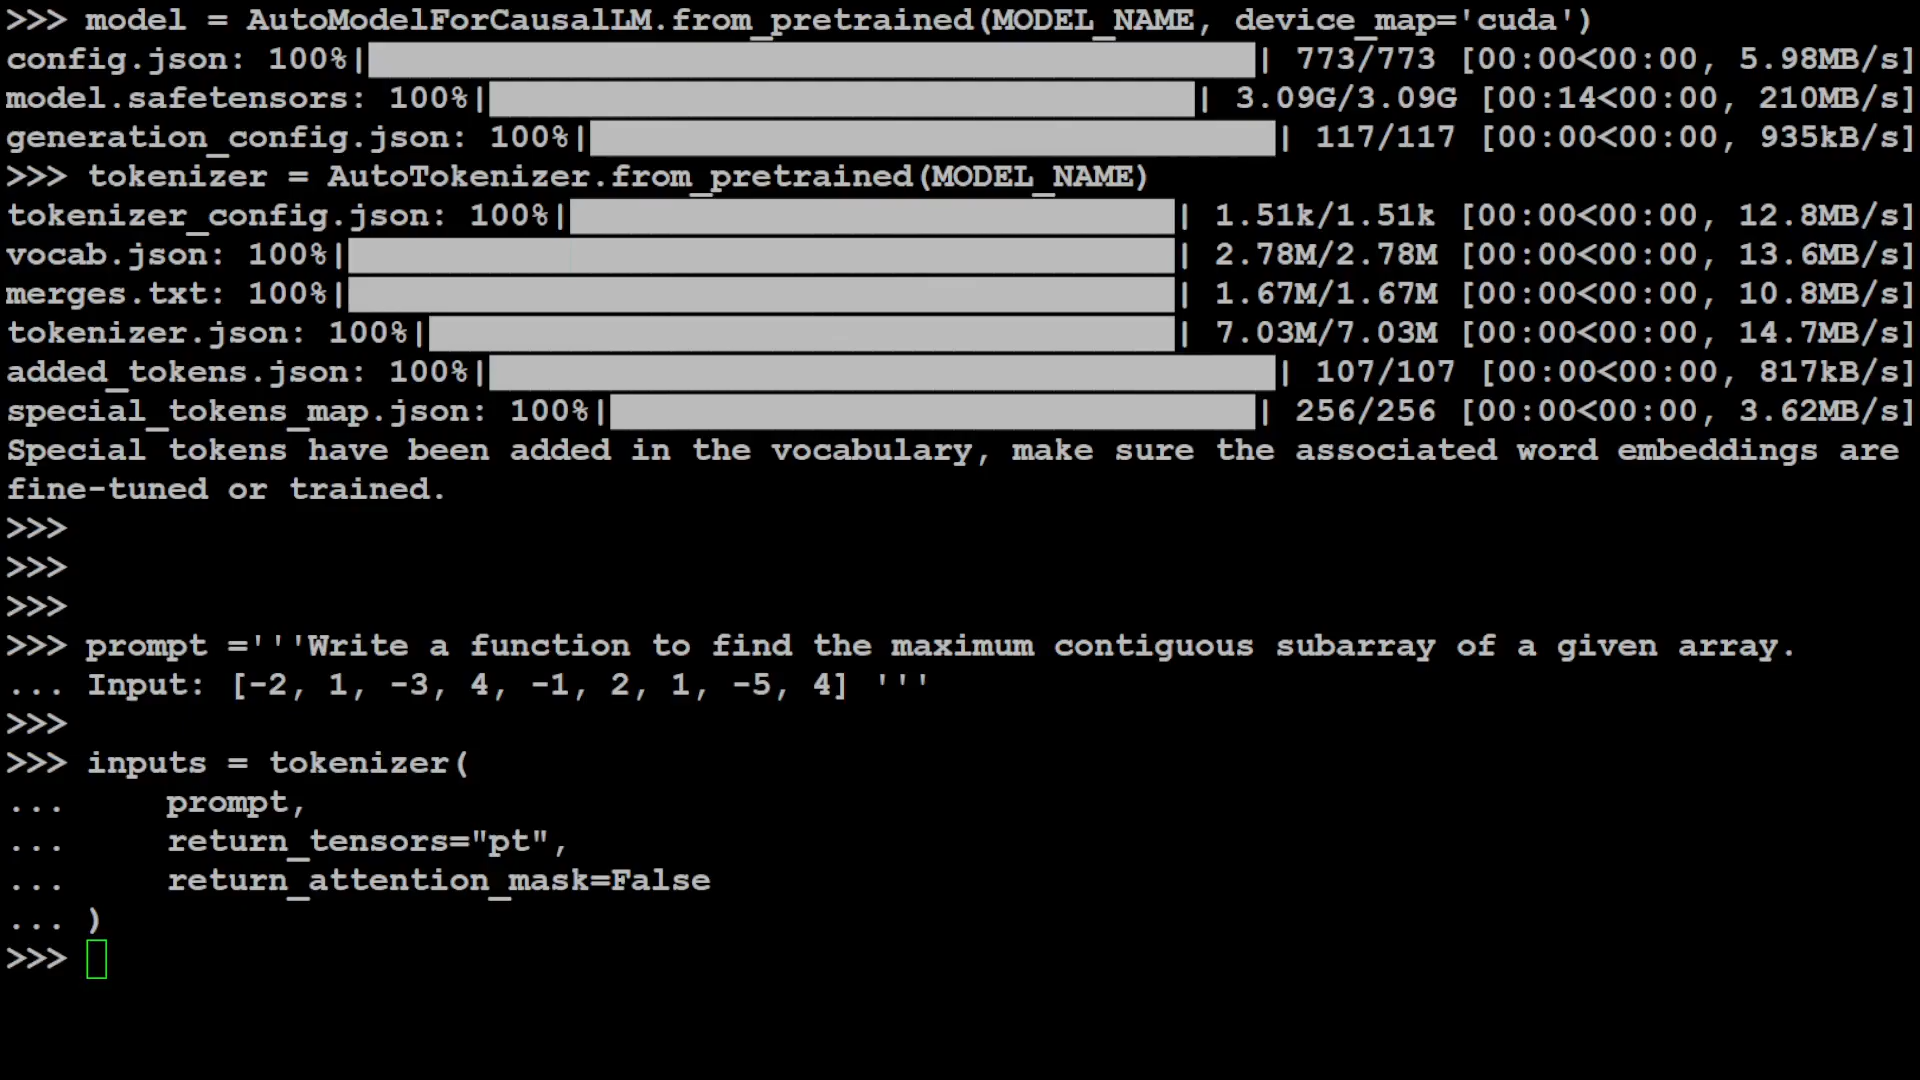 >>> model = AutoModelForCausalLM.from_pretrained(MODEL_NAME, device_map='cuda')
config.json: 100%|| 773/773 [00:00<00:00, 5.98MB/s]
model.safetensors: 100%|| 3.09G/3.09G [00:14<00:00, 210MB/s]
generation_config.json: 100%|| 117/117 [00:00<00:00, 935kB/s]
>>> tokenizer = AutoTokenizer.from_pretrained(MODEL_NAME)
tokenizer_config.json: 100%|| 1.51k/1.51k [00:00<00:00, 12.8MB/s]
vocab.json: 100%|| 2.78M/2.78M [00:00<00:00, 13.6MB/s]
merges.txt: 100%|| 1.67M/1.67M [00:00<00:00, 10.8MB/s]
tokenizer.json: 100%|| 7.03M/7.03M [00:00<00:00, 14.7MB/s]
added_tokens.json: 100%|| 107/107 [00:00<00:00, 817kB/s]
special_tokens_map.json: 100%|| 256/256 [00:00<00:00, 3.62MB/s]
Special tokens have been added in the vocabulary, make sure the associated word embeddings are
fine-tuned or trained.
>>>
>>>
>>>
>>> prompt ='''Write a function to find the maximum contiguous subarray of a given array.
... Input: [-2, 1, -3, 4, -1, 2, 1, -5, 4] '''
>>>
>>> inputs = tokenizer(
...     prompt,
...     return_tensors="pt",
...     return_attention_mask=False
... )
>>>